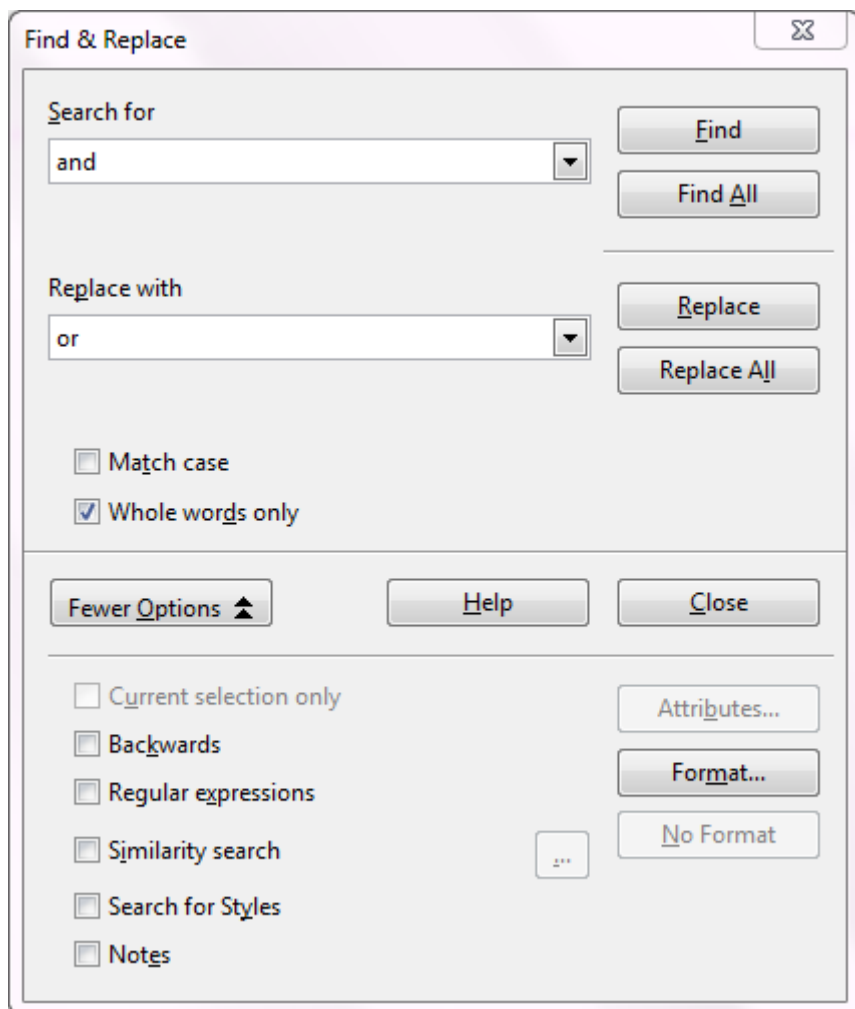 Find & Replace
Search for
and
Find
Find All
Replace with
or
Replace
Replace All
Match case
Whole words only
Fewer Options
Help
Close
Current selection only
Attributes...
Backwards
Format...
Regular expressions
No Format
Similarity search
...
Search for Styles
Notes